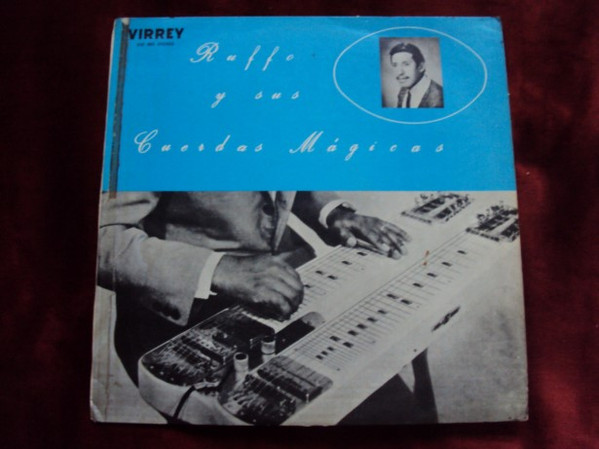 VIRREY
Ruffo
y sus
Cuerdas Mágicas